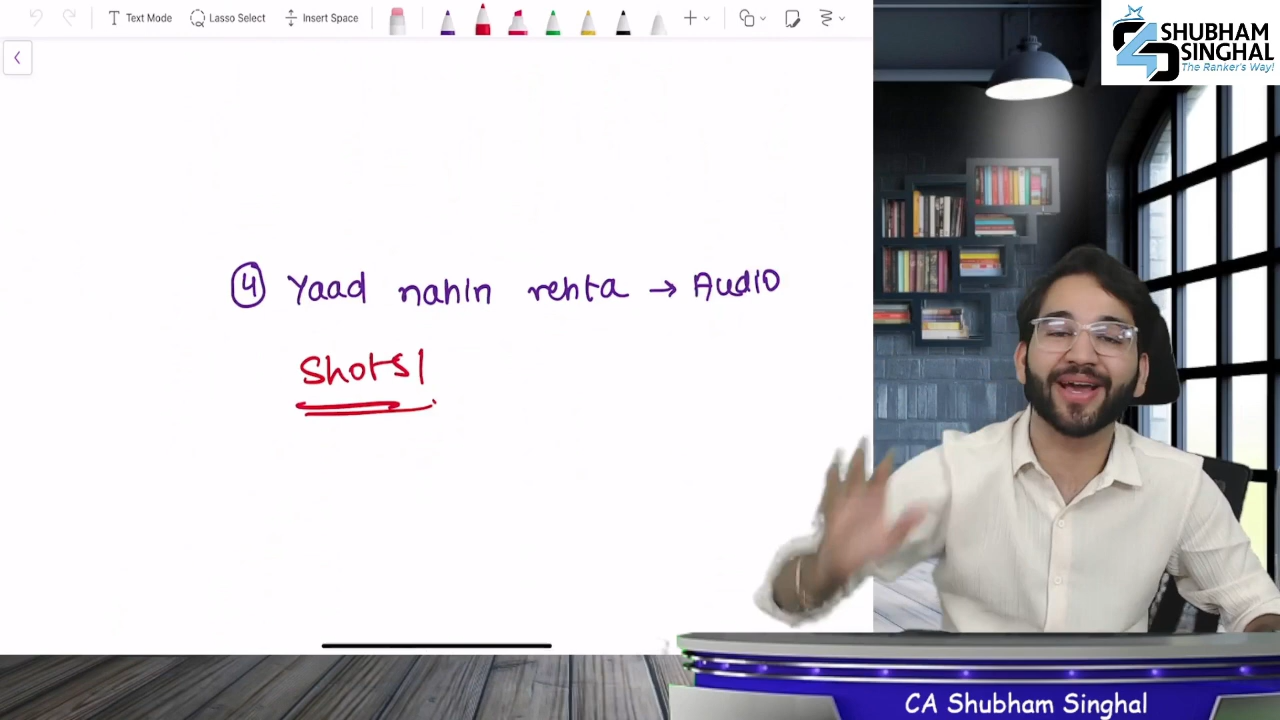 Text Mode Lasso Select Insert Space
SHUBHAM
SINGHAL
The Ranker's Way!
4 Yaad nahin rehta → Audio
Shots!
CA Shubham Singhal